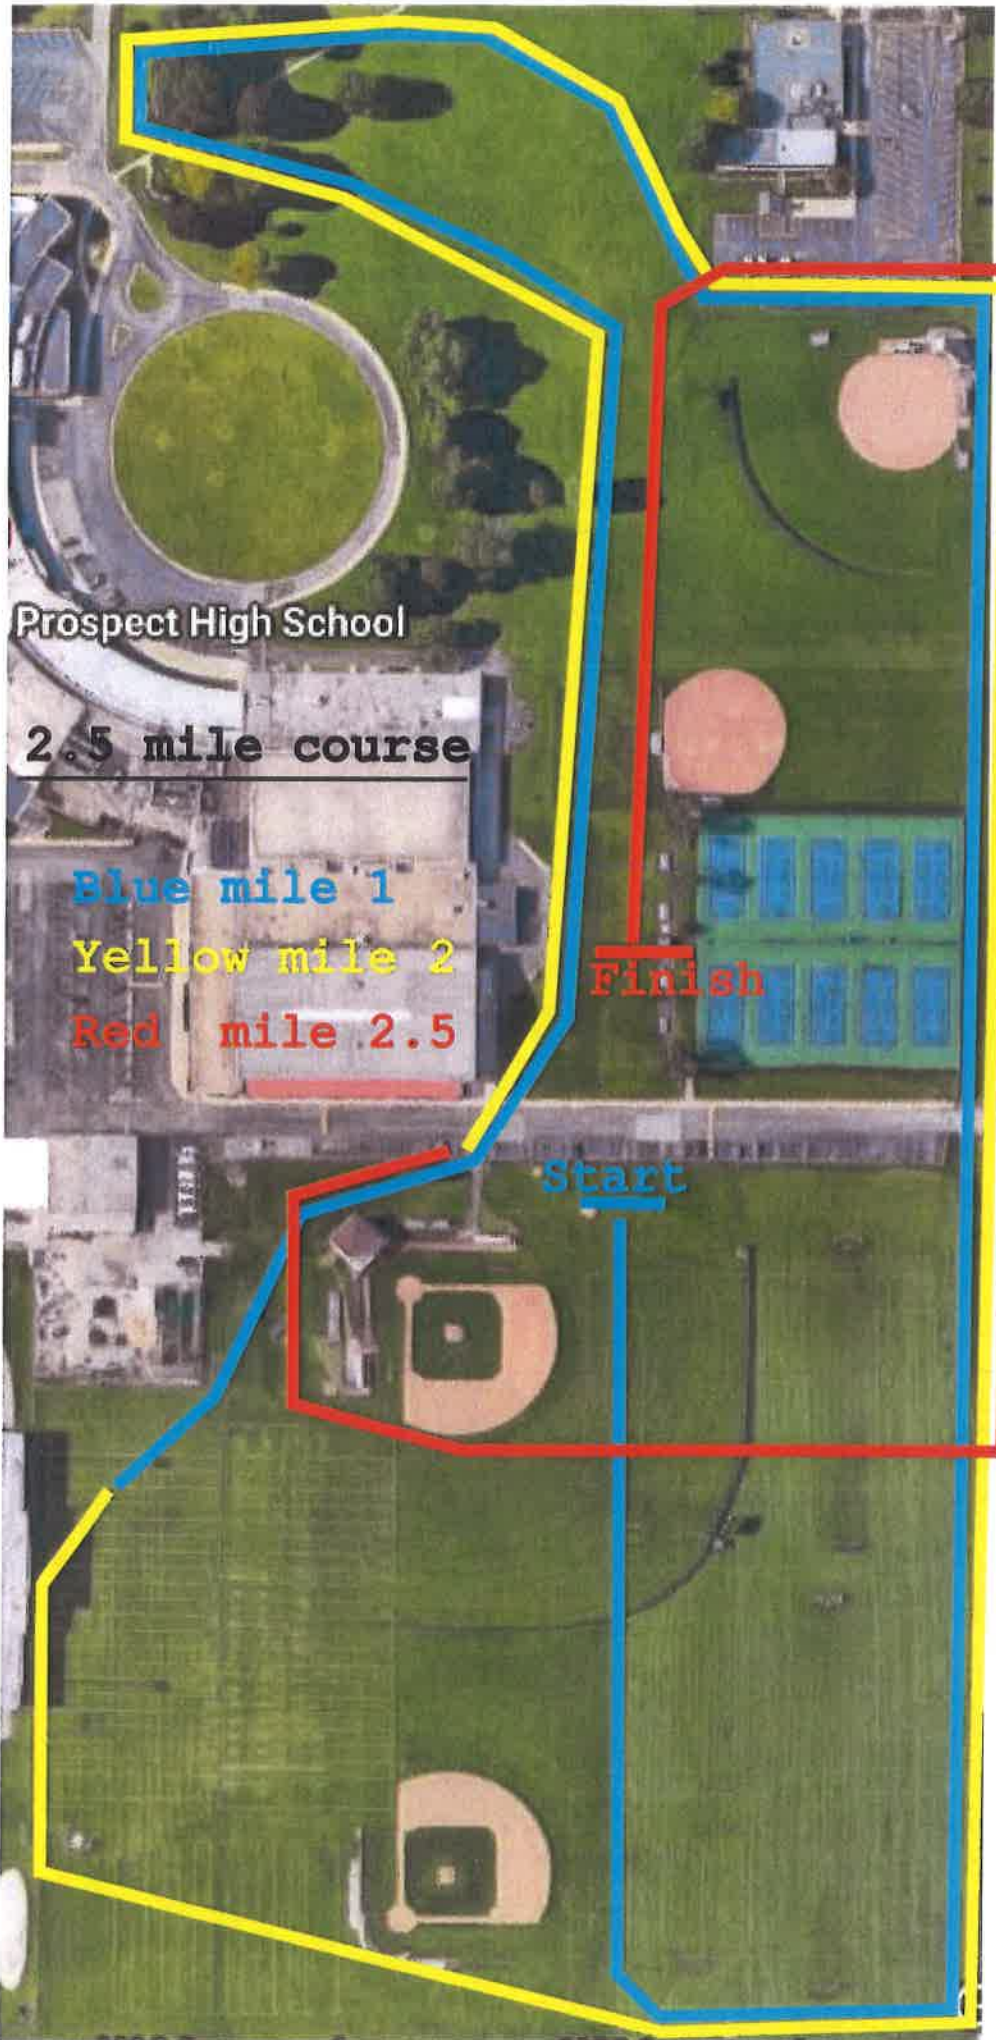 Prospect High School
2.5 mile course
Blue mile 1
Yellow mile 2
Finish
Red mile 2.5
Start